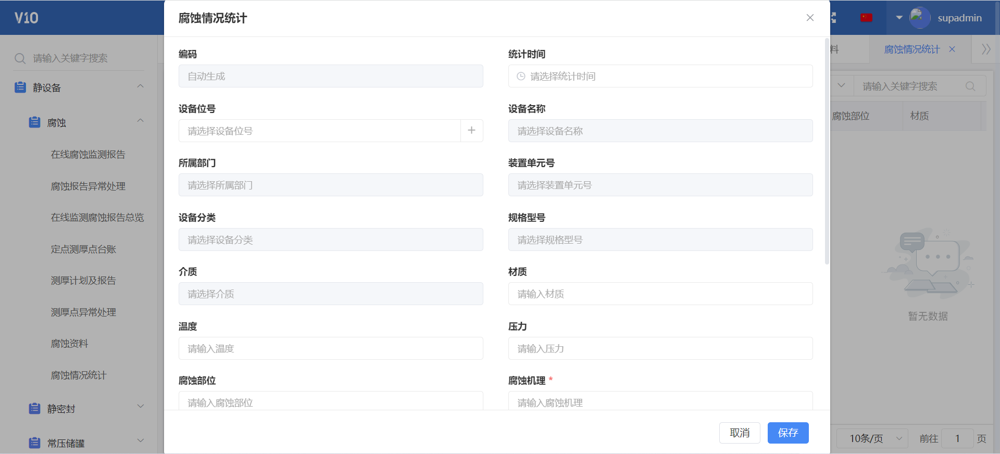 V10
腐蚀情况统计
supadmin
请输入关键字搜索
静设备
腐蚀
在线腐蚀监测报告
腐蚀报告异常处理
在线监测腐蚀报告总览
定点测厚点台账
测厚计划及报告
测厚点异常处理
腐蚀资料
腐蚀情况统计
静密封
常压储罐
编码
自动生成
统计时间
请选择统计时间
设备位号
请选择设备位号
设备名称
请选择设备名称
所属部门
请选择所属部门
装置单元号
请选择装置单元号
设备分类
请选择设备分类
规格型号
请选择规格型号
介质
请选择介质
材质
请输入材质
温度
请输入温度
压力
请输入压力
腐蚀部位
请输入腐蚀部位
腐蚀机理 *
请输入腐蚀机理
取消
保存
料
腐蚀情况统计
请输入关键字搜索
腐蚀部位
材质
暂无数据
10条/页
前往
1
页